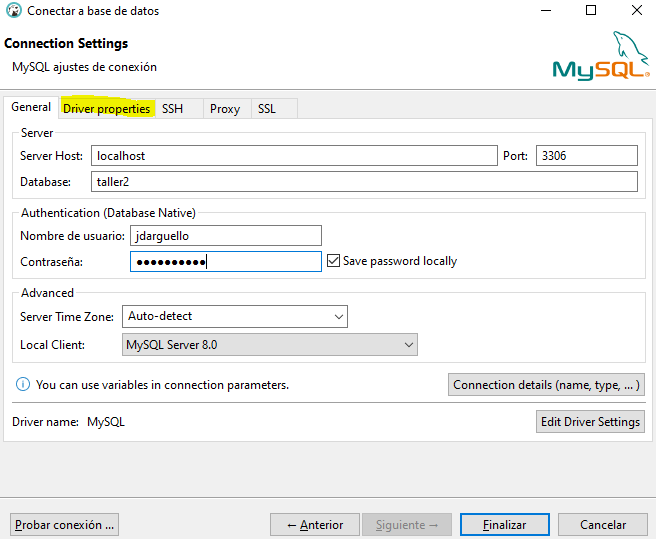 Conectar a base de datos
Connection Settings
MySQL ajustes de conexión
MySQL®
General Driver properties SSH Proxy SSL
Server
Server Host: localhost Port: 3306
Database: taller2
Authentication (Database Native)
Nombre de usuario: jdarguello
Contraseña: ●●●●●●●●●● Save password locally
Advanced
Server Time Zone: Auto-detect
Local Client: MySQL Server 8.0
You can use variables in connection parameters. Connection details (name, type, ... )
Driver name: MySQL Edit Driver Settings
Probar conexión ... ← Anterior Siguiente → Finalizar Cancelar